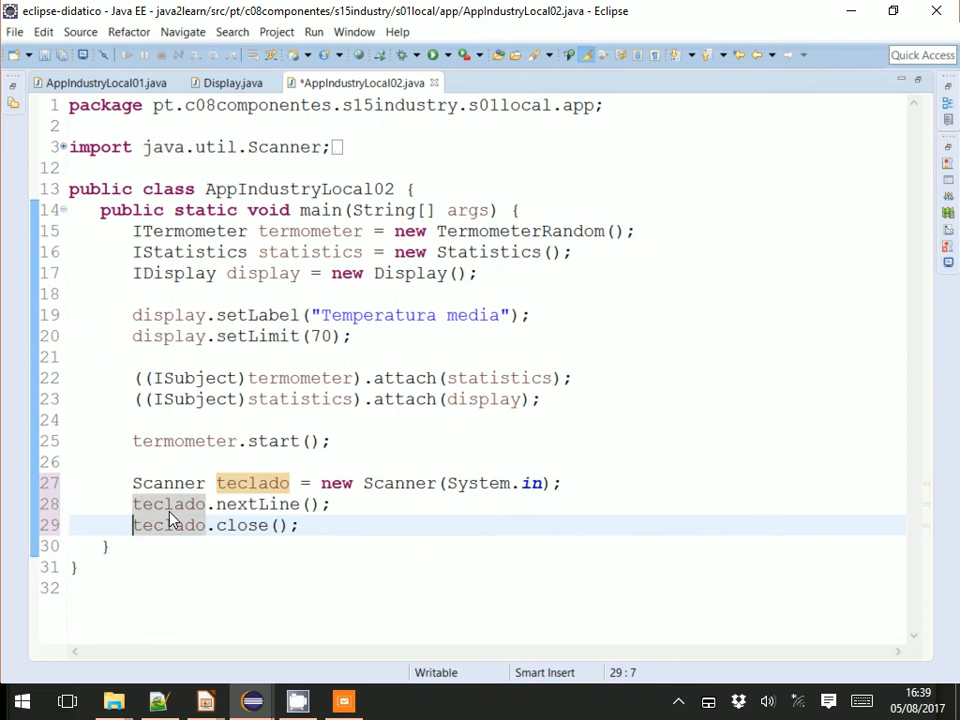 eclipse-didatico - Java EE - java2learn/src/pt/c08componentes/s15industry/s01local/app/AppIndustryLocal02.java - Eclipse
File Edit Source Refactor Navigate Search Project Run Window Help
Quick Access
AppIndustryLocal01.java Display.java *AppIndustryLocal02.java
1 package pt.c08componentes.s15industry.s01local.app;
2
3 import java.util.Scanner;
12
13 public class AppIndustryLocal02 {
14 public static void main(String[] args) {
15 ITermometer termometer = new TermometerRandom();
16 IStatistics statistics = new Statistics();
17 IDisplay display = new Display();
18
19 display.setLabel("Temperatura media");
20 display.setLimit(70);
21
22 ((ISubject)termometer).attach(statistics);
23 ((ISubject)statistics).attach(display);
24
25 termometer.start();
26
27 Scanner teclado = new Scanner(System.in);
28 teclado.nextLine();
29 teclado.close();
30 }
31 }
32
Writable Smart Insert 29 : 7
16:39
05/08/2017